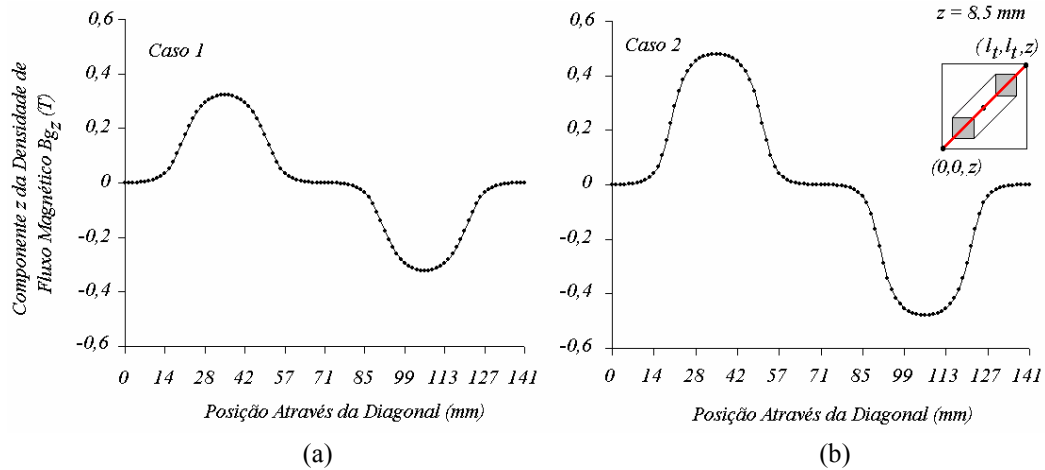 Componente z da Densidade de
Fluxo Magnético Bgz (T)
Caso 1
0,6
0,4
0,2
0
-0,2
-0,4
-0,6
0 14 28 42 57 71 85 99 113 127 141
Posição Através da Diagonal (mm)
(a)
Caso 2
0,6
0,4
0,2
0
-0,2
-0,4
-0,6
0 14 28 42 57 71 85 99 113 127 141
Posição Através da Diagonal (mm)
(b)
z = 8.5 mm
(lt,lt,z)
(0,0,z)